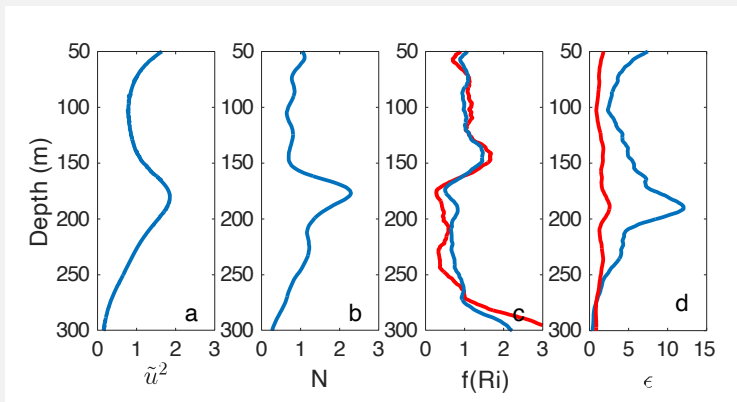 50 50 50 50
100 100 100 100
150 150 150 150
200 200 200 200
250 250 250 250
300 300 300 300
Depth (m)
a b c d
0 1 2 3 0 1 2 3 0 1 2 3 0 5 10 15
ũ² N f(Ri) ϵ